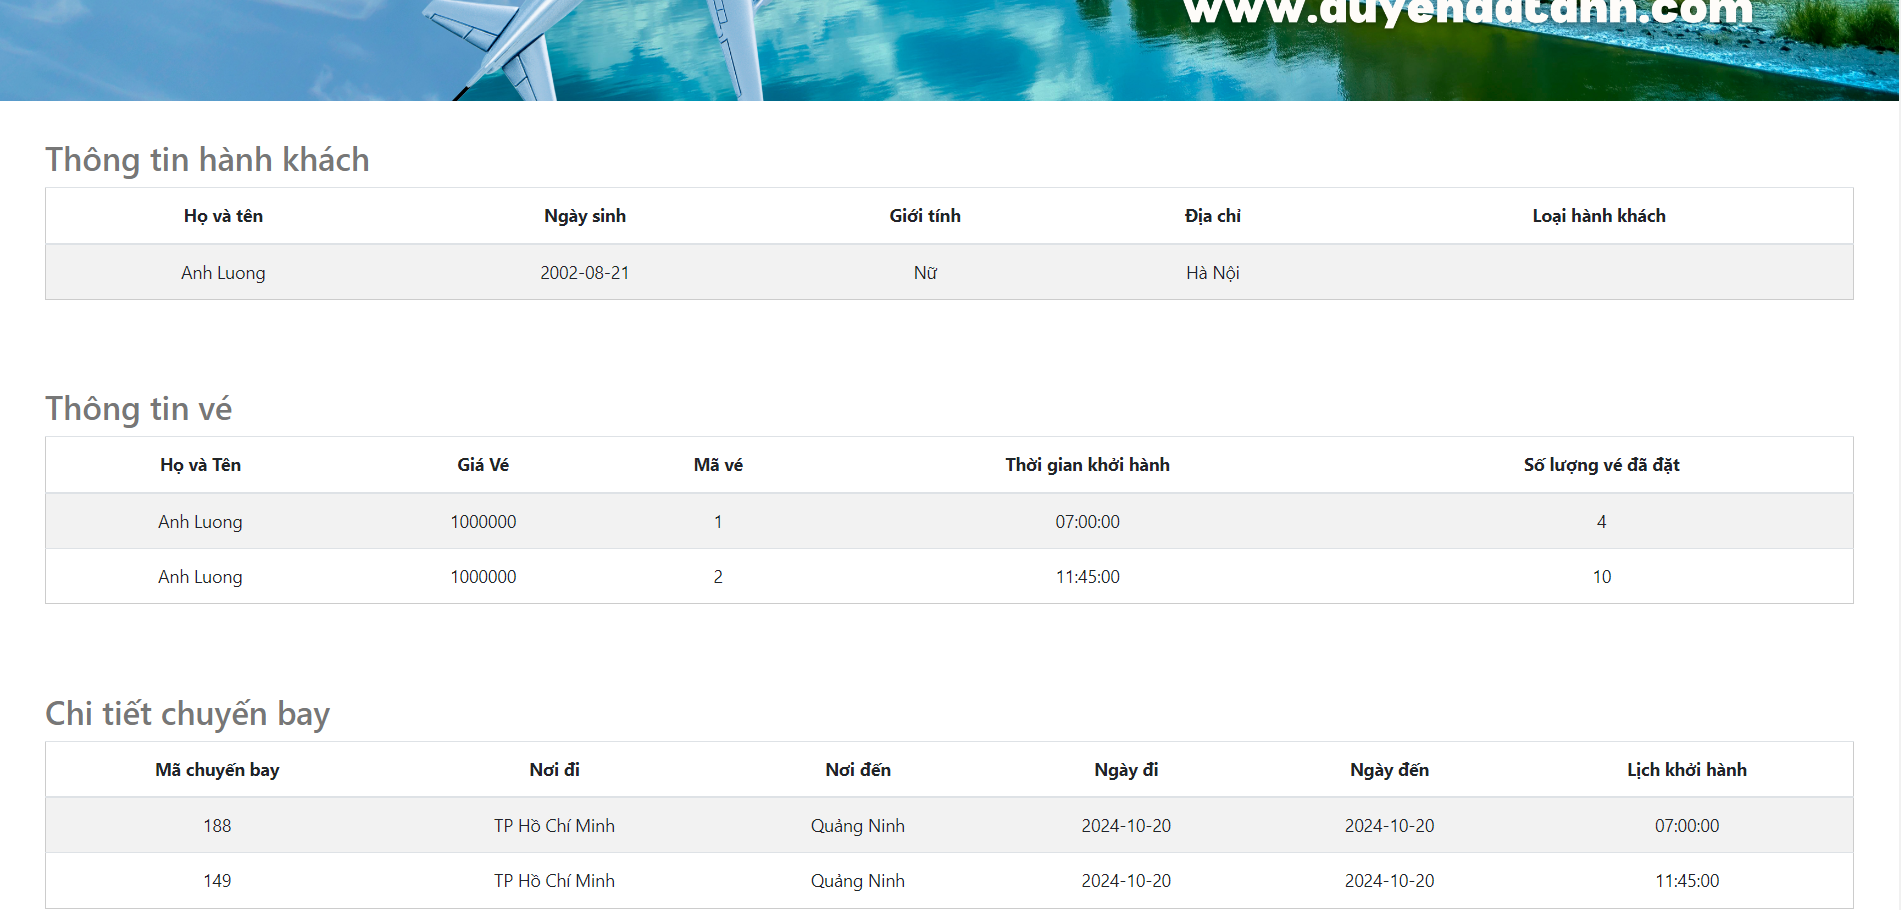 www.duyendatanh.com
Thông tin hành khách
Họ và tên Ngày sinh Giới tính Địa chỉ Loại hành khách
Anh Luong 2002-08-21 Nữ Hà Nội
Thông tin vé
Họ và Tên Giá Vé Mã vé Thời gian khởi hành Số lượng vé đã đặt
Anh Luong 1000000 1 07:00:00 4
Anh Luong 1000000 2 11:45:00 10
Chi tiết chuyến bay
Mã chuyến bay Nơi đi Nơi đến Ngày đi Ngày đến Lịch khởi hành
188 TP Hồ Chí Minh Quảng Ninh 2024-10-20 2024-10-20 07:00:00
149 TP Hồ Chí Minh Quảng Ninh 2024-10-20 2024-10-20 11:45:00